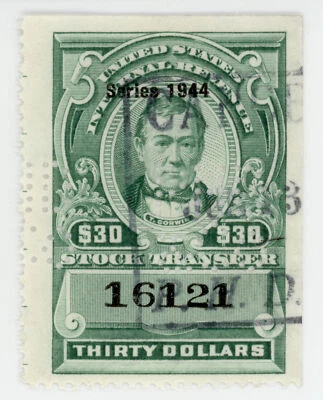 UNITED STATES
INTERNAL REVENUE
Series 1944
T. CORWIN
$30 $30
STOCK TRANSFER
16121
THIRTY DOLLARS